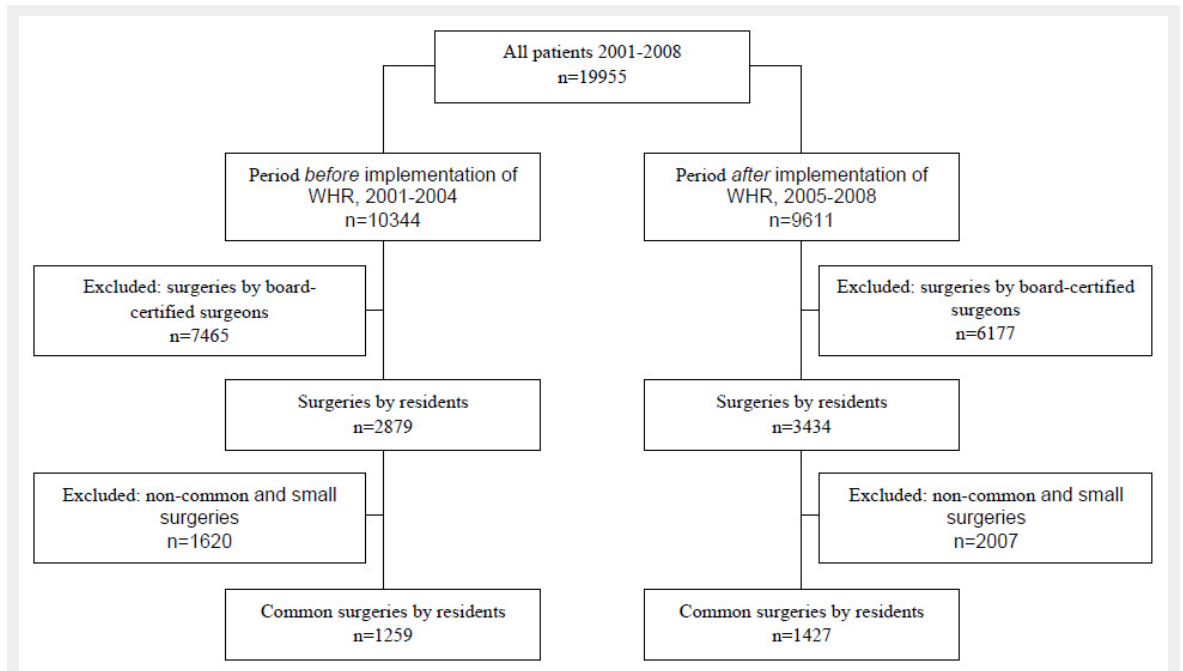 All patients 2001-2008
n=19955
Period before implementation of
WHR, 2001-2004
n=10344
Period after implementation of
WHR, 2005-2008
n=9611
Excluded: surgeries by board-
certified surgeons
n=7465
Excluded: surgeries by board-certified
surgeons
n=6177
Surgeries by residents
n=2879
Surgeries by residents
n=3434
Excluded: non-common and small
surgeries
n=1620
Excluded: non-common and small
surgeries
n=2007
Common surgeries by residents
n=1259
Common surgeries by residents
n=1427